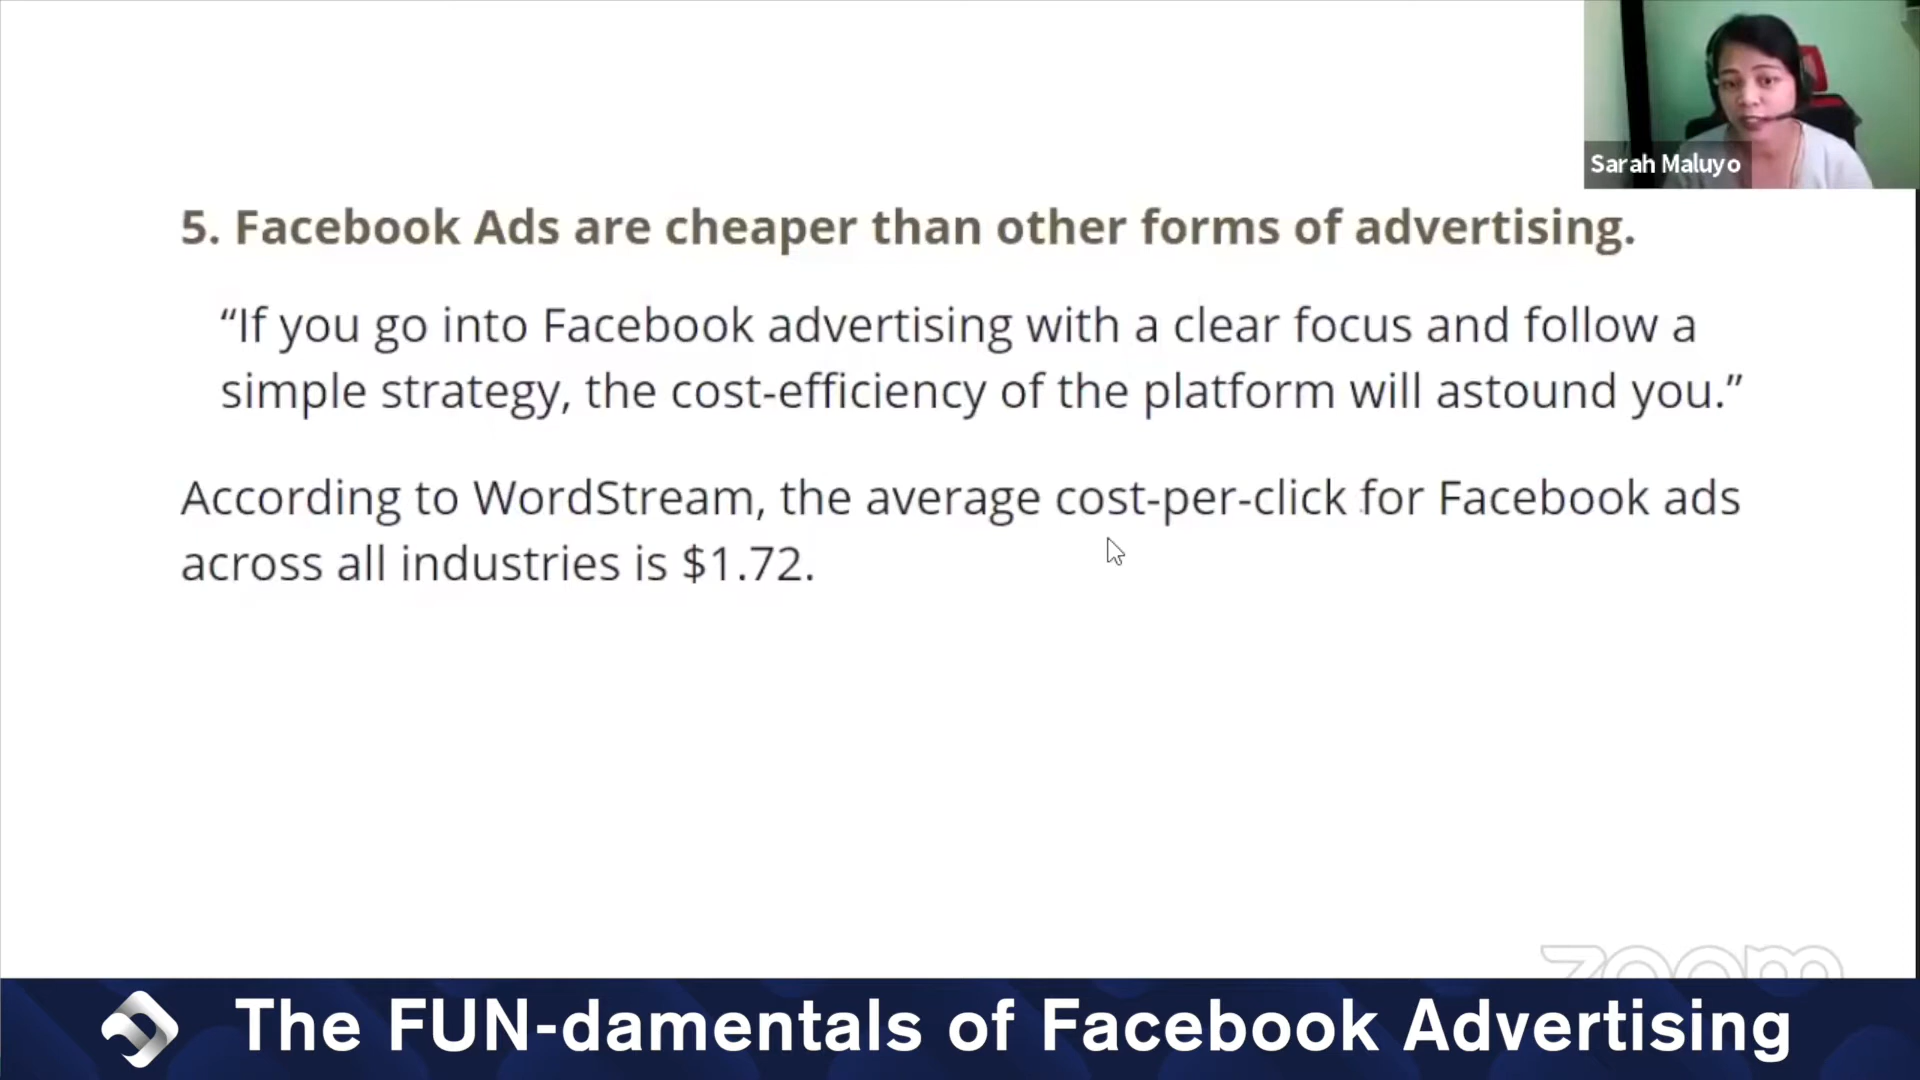 Sarah Maluyo
5. Facebook Ads are cheaper than other forms of advertising.
“If you go into Facebook advertising with a clear focus and follow a
simple strategy, the cost-efficiency of the platform will astound you.”
According to WordStream, the average cost-per-click for Facebook ads
across all industries is $1.72.
zoom
The FUN-damentals of Facebook Advertising